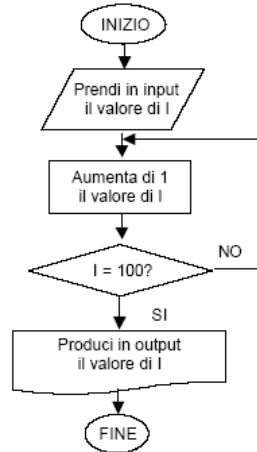 INIZIO
Prendi in input
il valore di I
Aumenta di 1
il valore di I
I = 100?
NO
SI
Produci in output
il valore di I
FINE